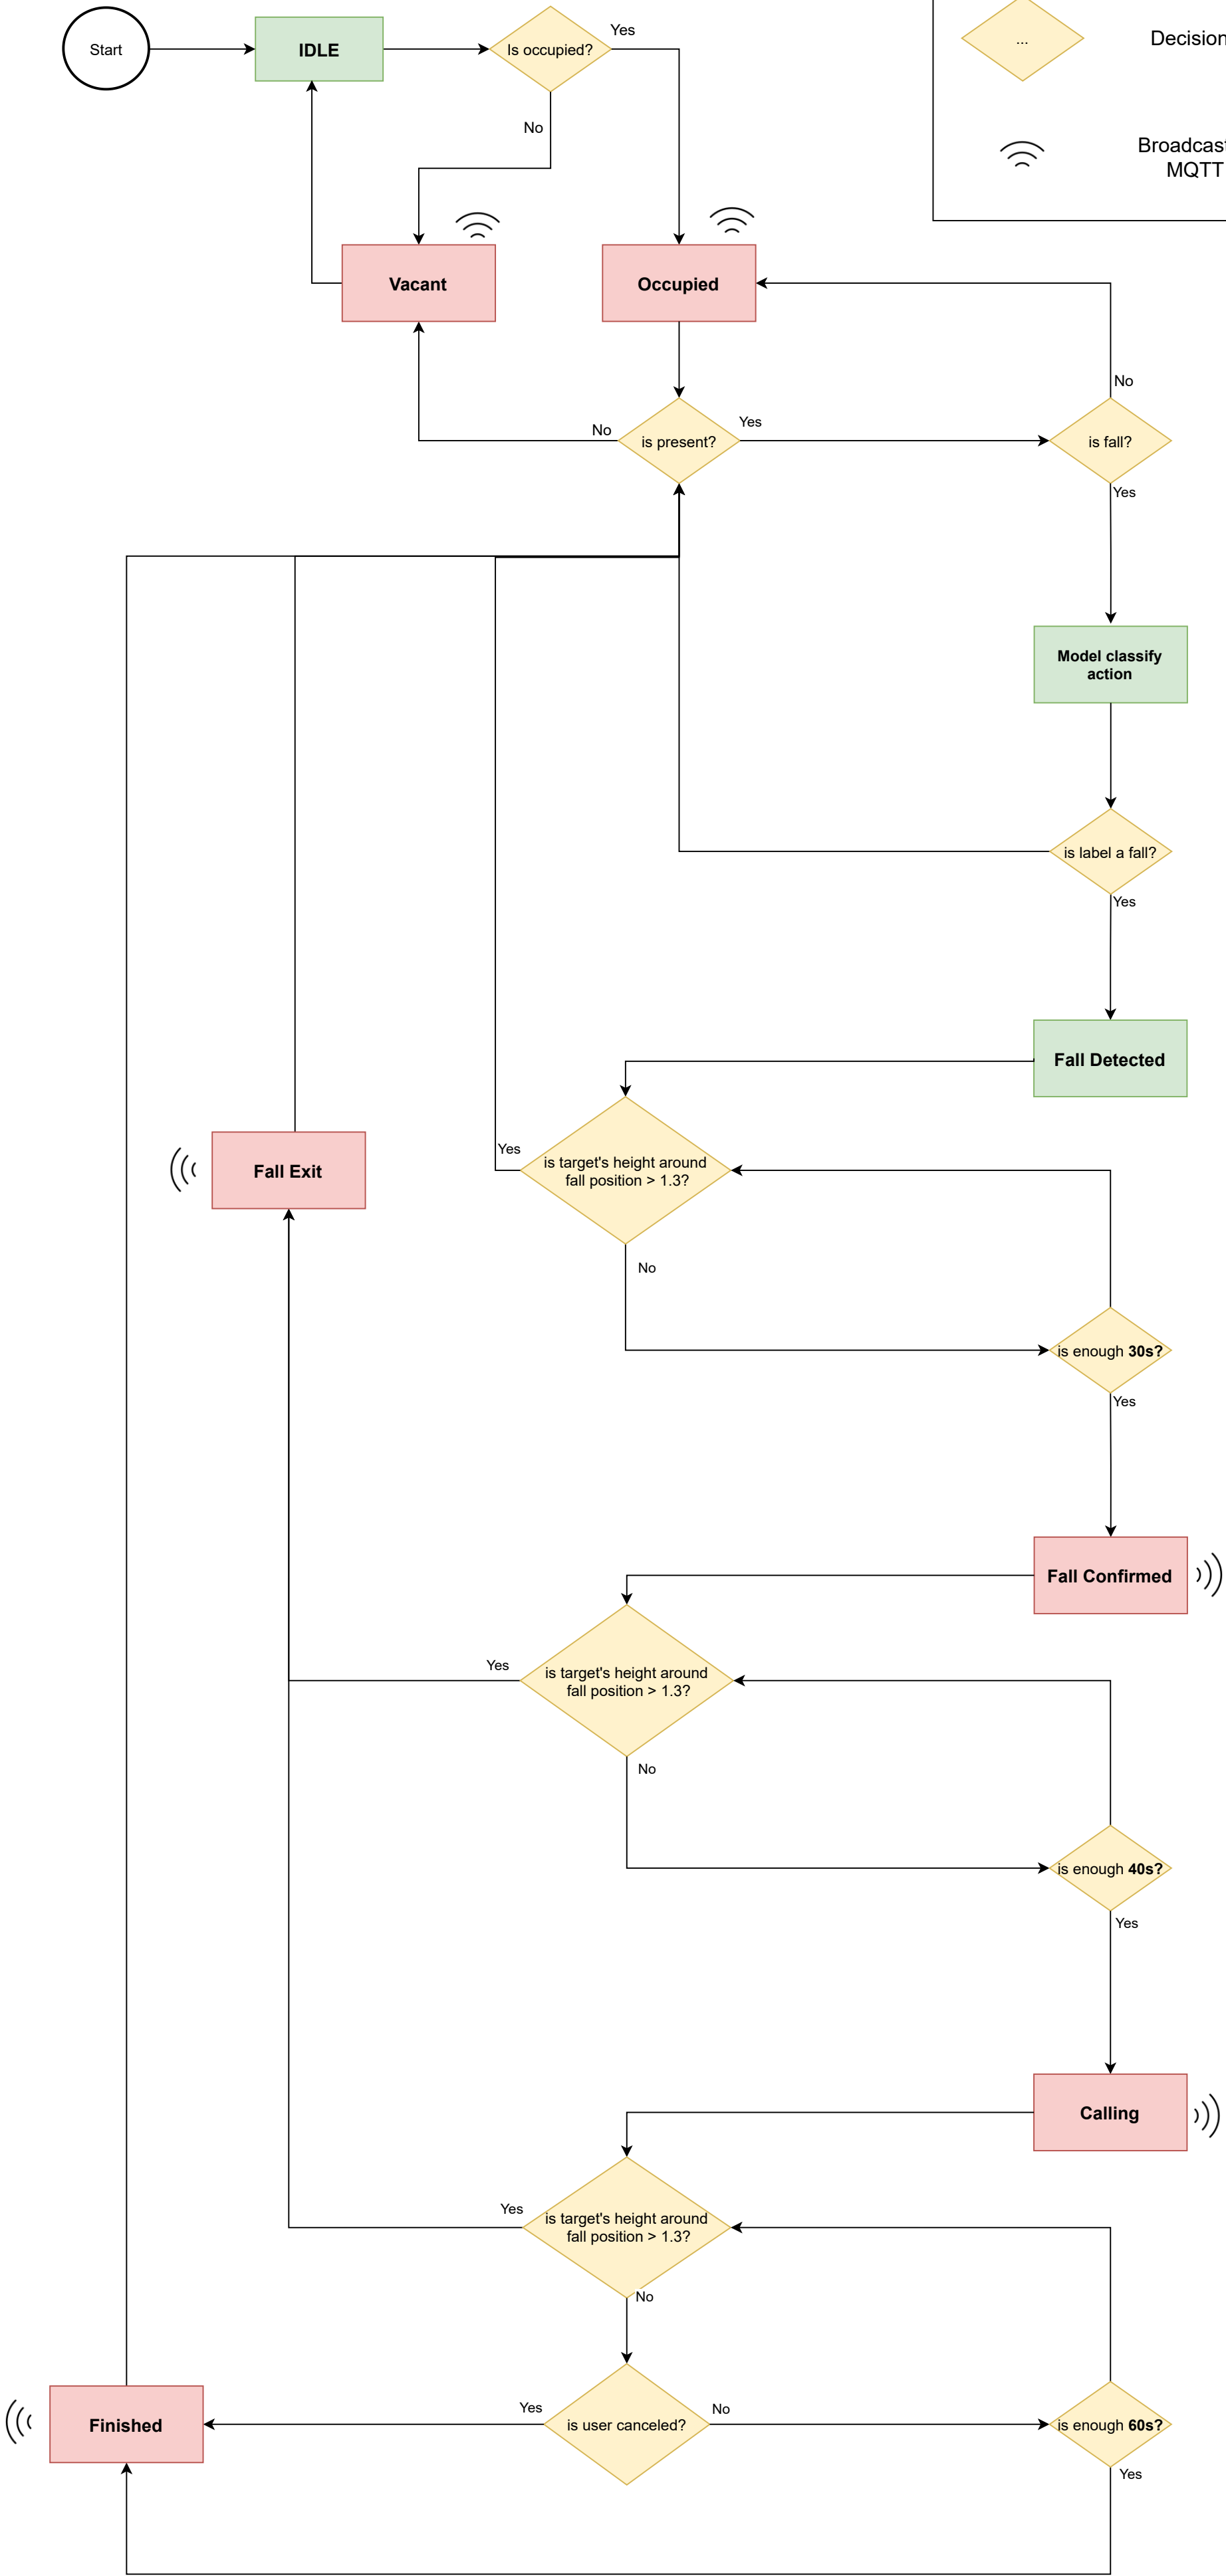 Start
IDLE
Is occupied?
Yes
No
...
Decision
Broadcast
MQTT
Vacant
Occupied
No
is present?
Yes
No
is fall?
Yes
Model classify
action
is label a fall?
Yes
Fall Detected
Yes
is target's height around
fall position > 1.3?
No
Fall Exit
is enough 30s?
Yes
Fall Confirmed
Yes
is target's height around
fall position > 1.3?
No
is enough 40s?
Yes
Calling
Yes
is target's height around
fall position > 1.3?
No
Finished
Yes
is user canceled?
No
is enough 60s?
Yes